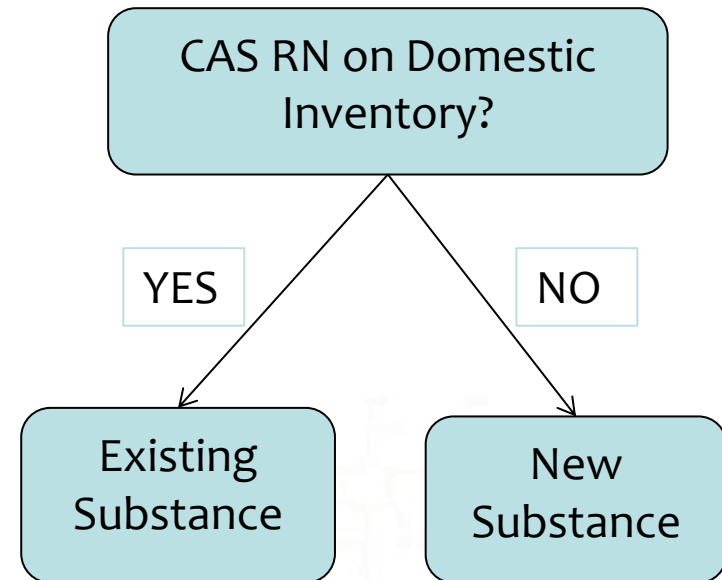 CAS RN on Domestic
Inventory?
YES
NO
Existing
Substance
New
Substance